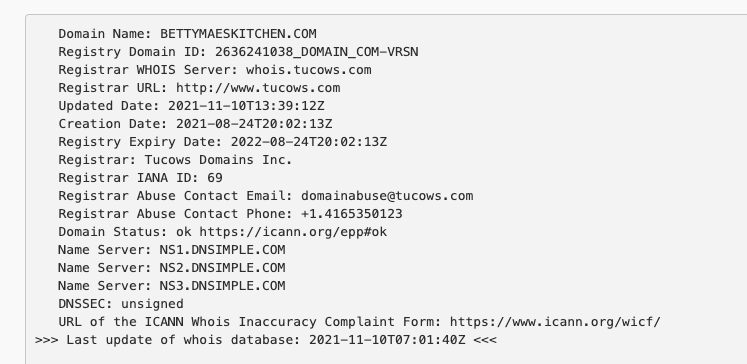 Domain Name: BETTYMAESKITCHEN.COM
Registry Domain ID: 2636241038_DOMAIN_COM-VRSN
Registrar WHOIS Server: whois.tucows.com
Registrar URL: http://www.tucows.com
Updated Date: 2021-11-10T13:39:12Z
Creation Date: 2021-08-24T20:02:13Z
Registry Expiry Date: 2022-08-24T20:02:13Z
Registrar: Tucows Domains Inc.
Registrar IANA ID: 69
Registrar Abuse Contact Email: domainabuse@tucows.com
Registrar Abuse Contact Phone: +1.4165350123
Domain Status: ok https://icann.org/epp#ok
Name Server: NS1.DNSIMPLE.COM
Name Server: NS2.DNSIMPLE.COM
Name Server: NS3.DNSIMPLE.COM
DNSSEC: unsigned
URL of the ICANN Whois Inaccuracy Complaint Form: https://www.icann.org/wicf/
>>> Last update of whois database: 2021-11-10T07:01:40Z <<<